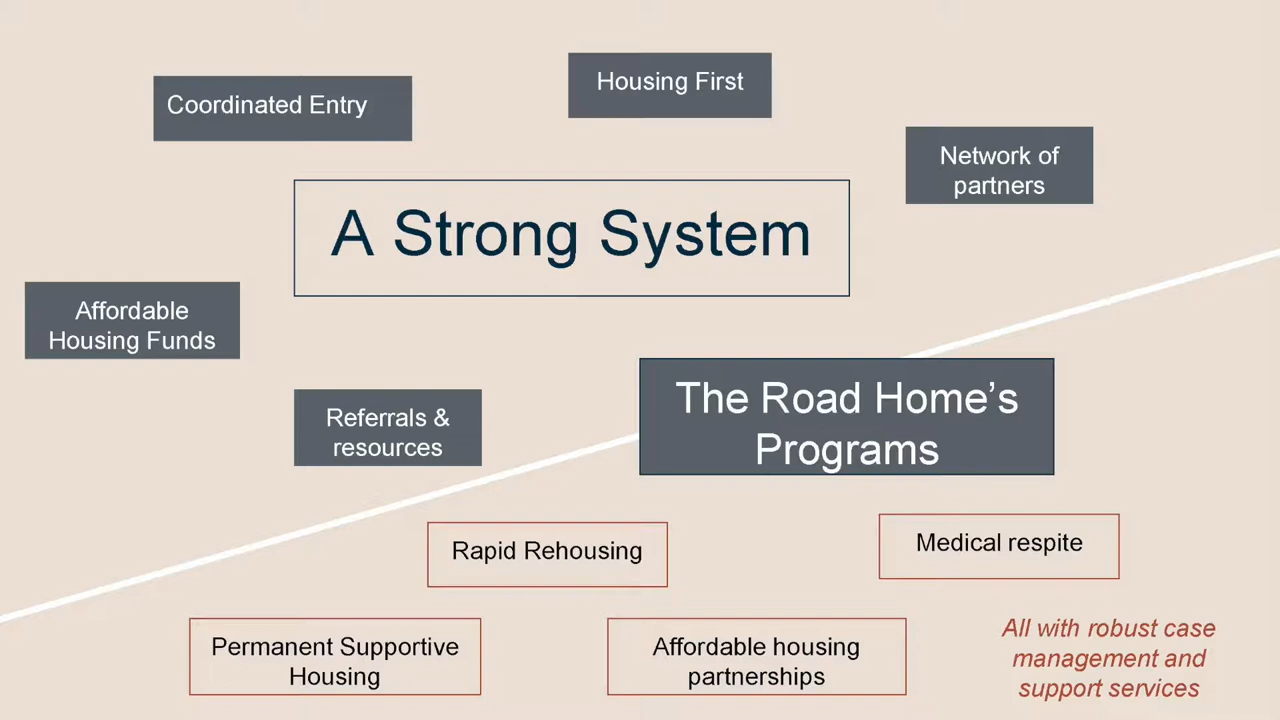 Housing First
Coordinated Entry
Network of
partners
A Strong System
Affordable
Housing Funds
Referrals &
resources
The Road Home’s
Programs
Rapid Rehousing
Medical respite
Permanent Supportive
Housing
Affordable housing
partnerships
All with robust case
management and
support services